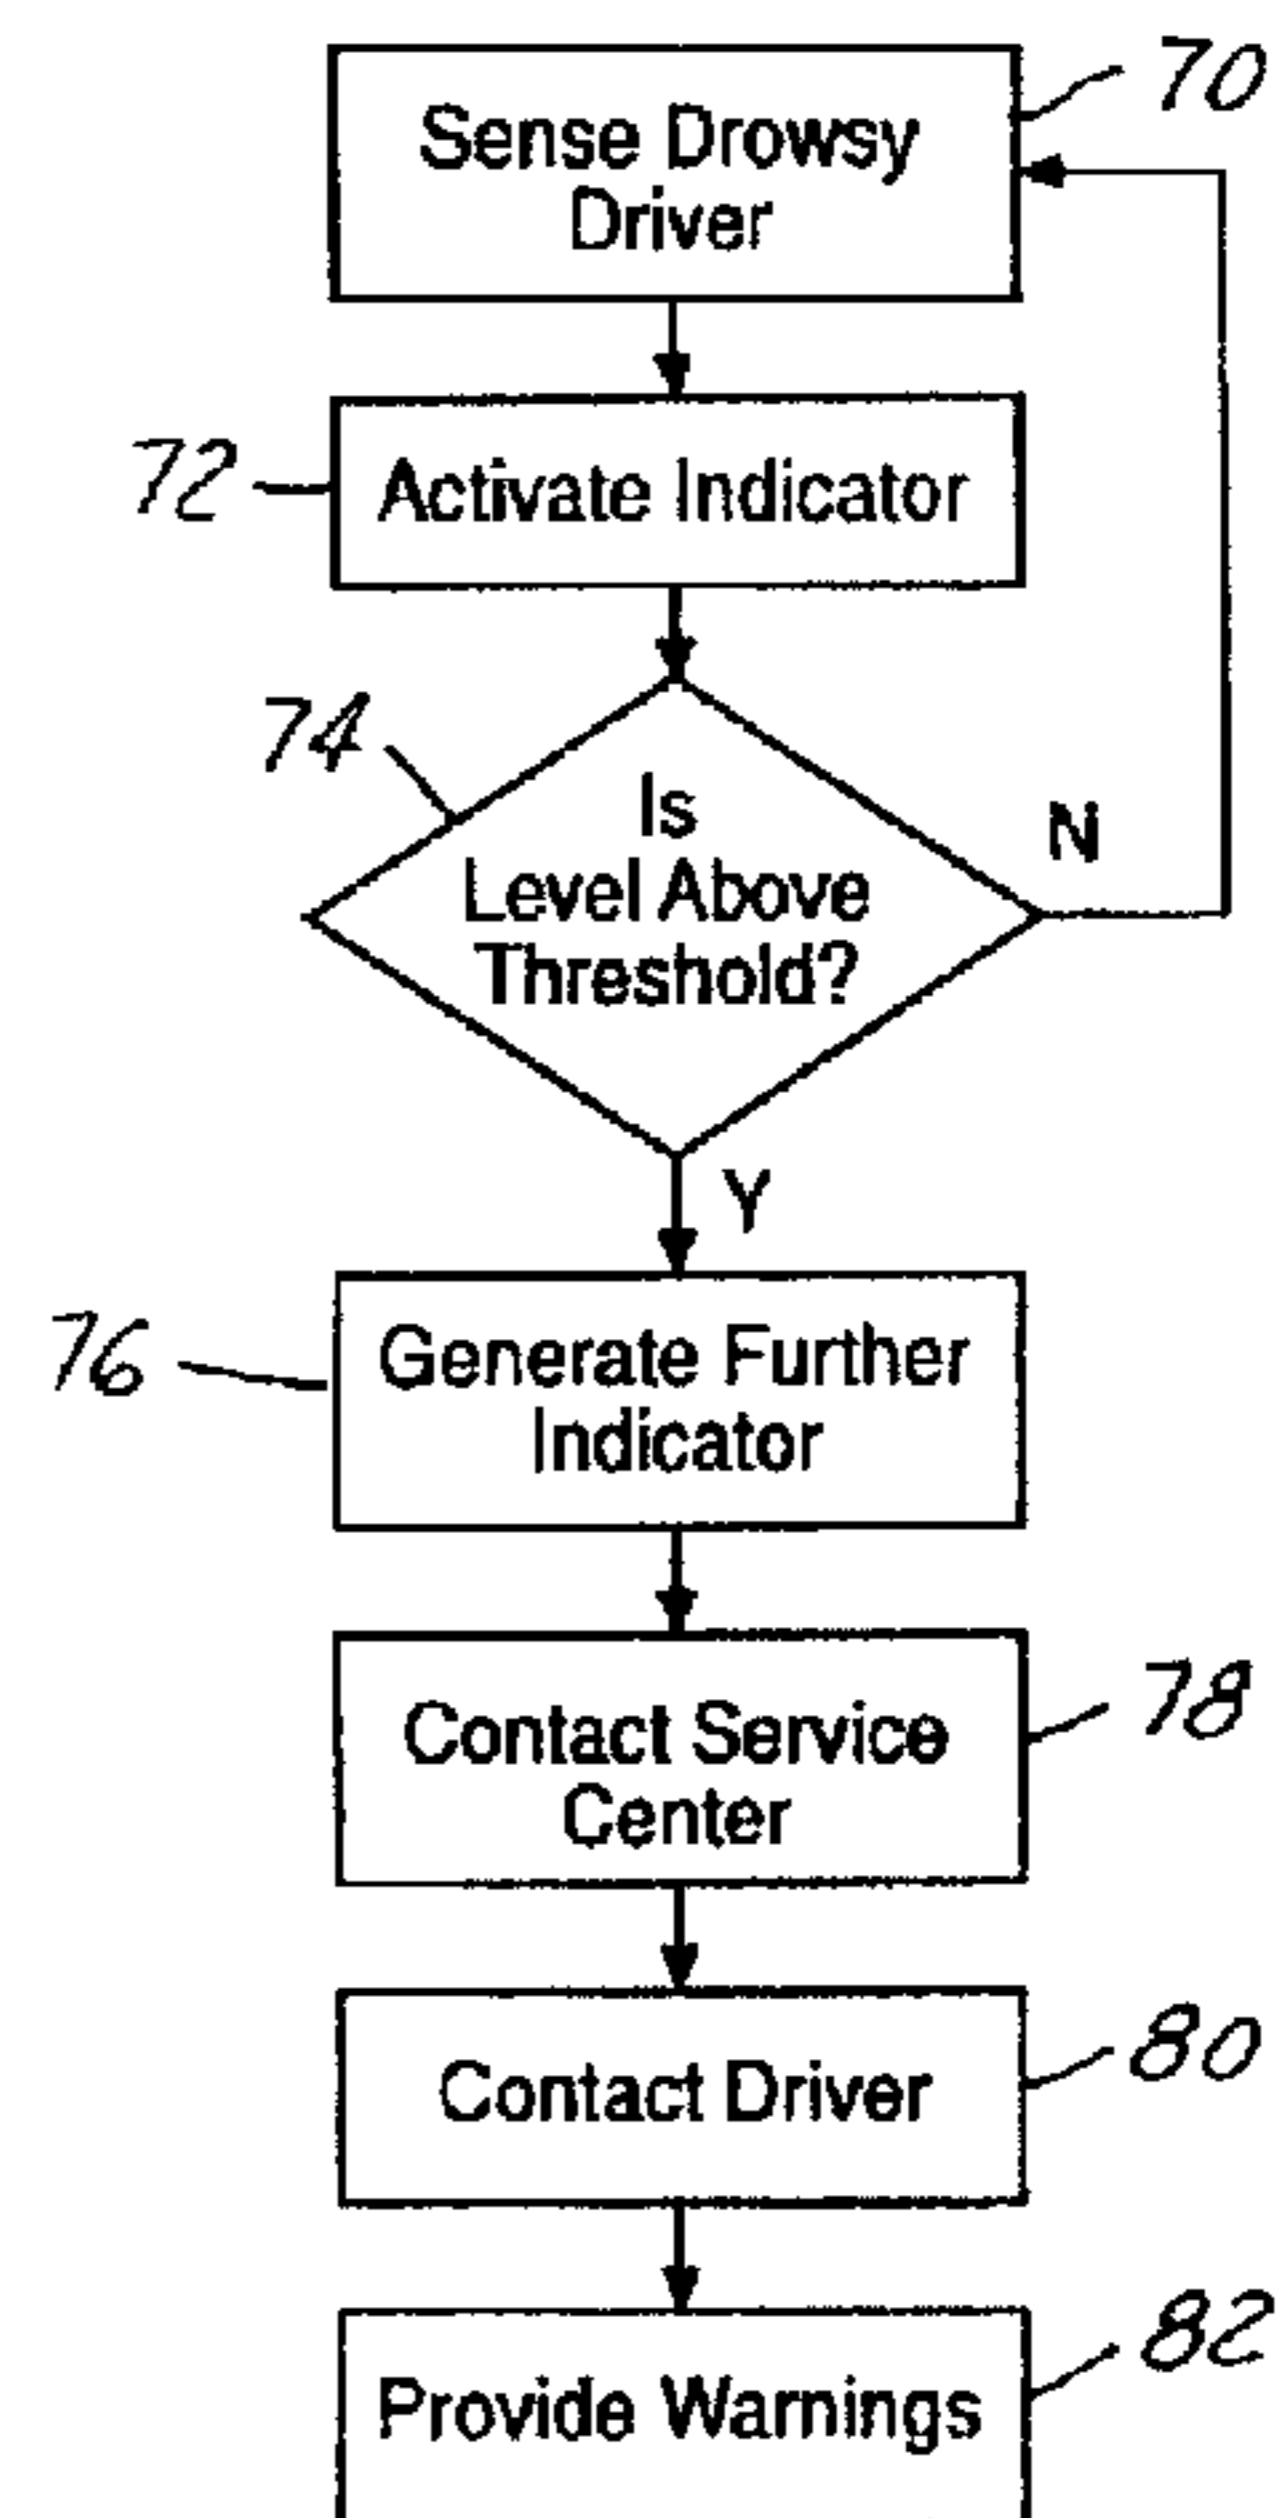 70
Sense Drowsy
Driver
72
Activate Indicator
74
Is
Level Above
Threshold?
N
Y
76
Generate Further
Indicator
78
Contact Service
Center
80
Contact Driver
82
Provide Warnings